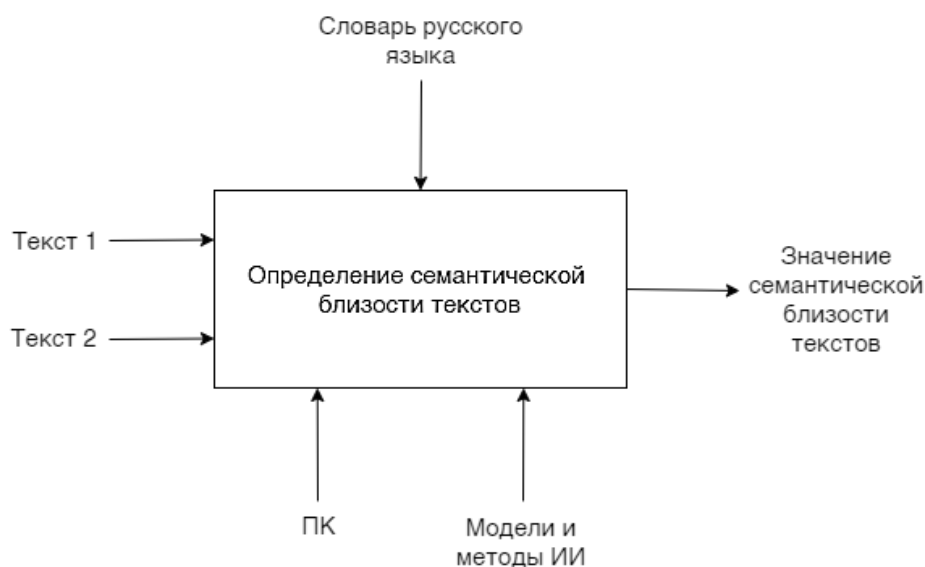 Словарь русского
языка
Текст 1
Определение семантической
близости текстов
Текст 2
Значение
семантической
близости
текстов
ПК
Модели и
методы ИИ